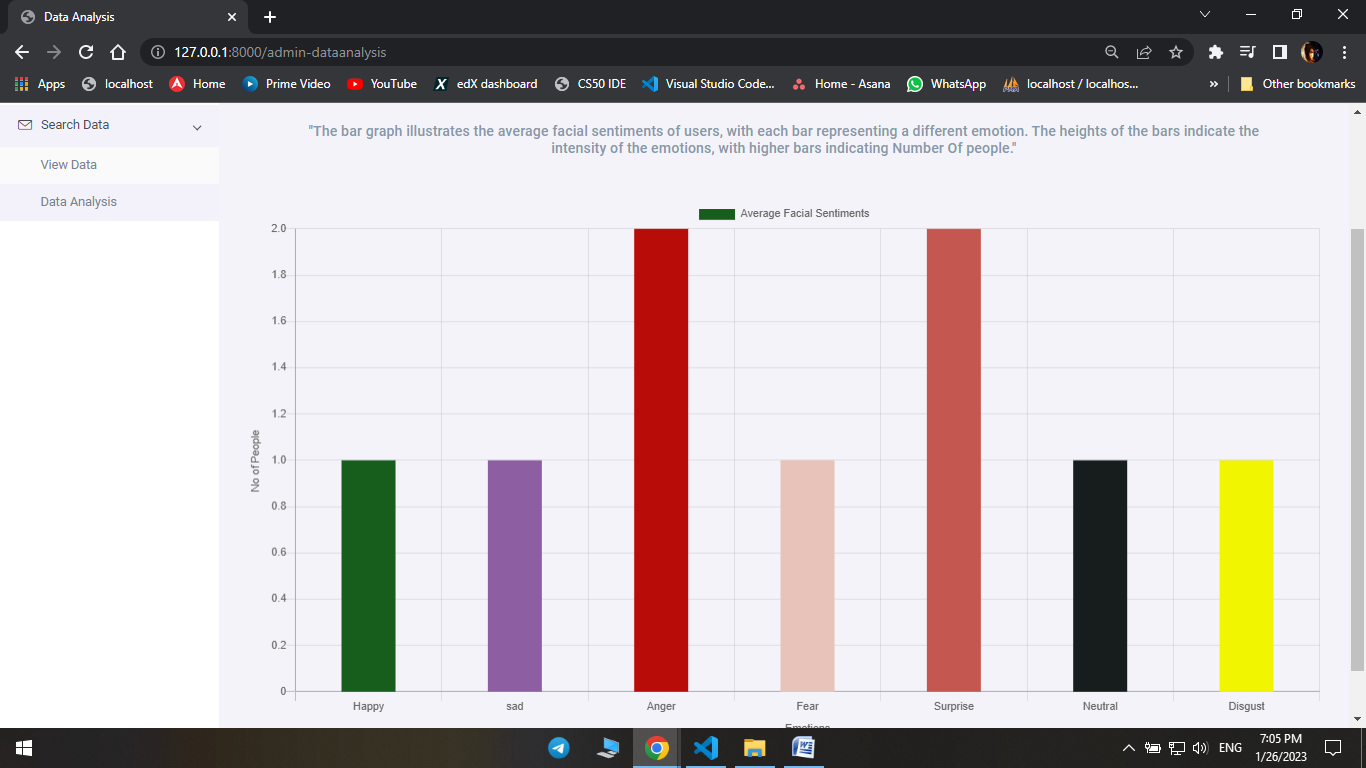 Data Analysis
127.0.0.1:8000/admin-dataanalysis
Apps localhost Home Prime Video YouTube edX dashboard CS50 IDE Visual Studio Code... Home - Asana WhatsApp localhost / localhos... » Other bookmarks
Search Data
View Data
Data Analysis
"The bar graph illustrates the average facial sentiments of users, with each bar representing a different emotion. The heights of the bars indicate the
intensity of the emotions, with higher bars indicating Number Of people."
Average Facial Sentiments
2.0
1.8
1.6
1.4
1.2
1.0
0.8
0.6
0.4
0.2
0
No of People
Happy sad Anger Fear Surprise Neutral Disgust
Emotions
ENG
7:05 PM
1/26/2023